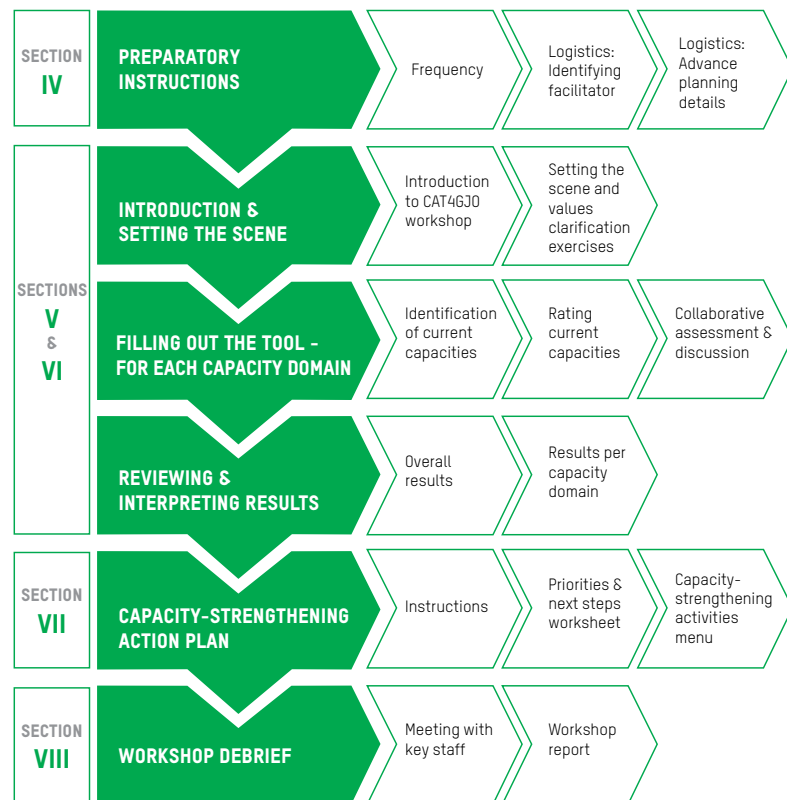 SECTION
IV
PREPARATORY
INSTRUCTIONS
Frequency
Logistics:
Identifying
facilitator
Logistics:
Advance
planning
details
SECTIONS
V
&
VI
INTRODUCTION &
SETTING THE SCENE
Introduction
to CAT4GJO
workshop
Setting the
scene and
values
clarification
exercises
FILLING OUT THE TOOL -
FOR EACH CAPACITY DOMAIN
Identification
of current
capacities
Rating
current
capacities
Collaborative
assessment &
discussion
REVIEWING &
INTERPRETING RESULTS
Overall
results
Results per
capacity
domain
SECTION
VII
CAPACITY-STRENGTHENING
ACTION PLAN
Instructions
Priorities &
next steps
worksheet
Capacity-
strengthening
activities
menu
SECTION
VIII
WORKSHOP DEBRIEF
Meeting with
key staff
Workshop
report